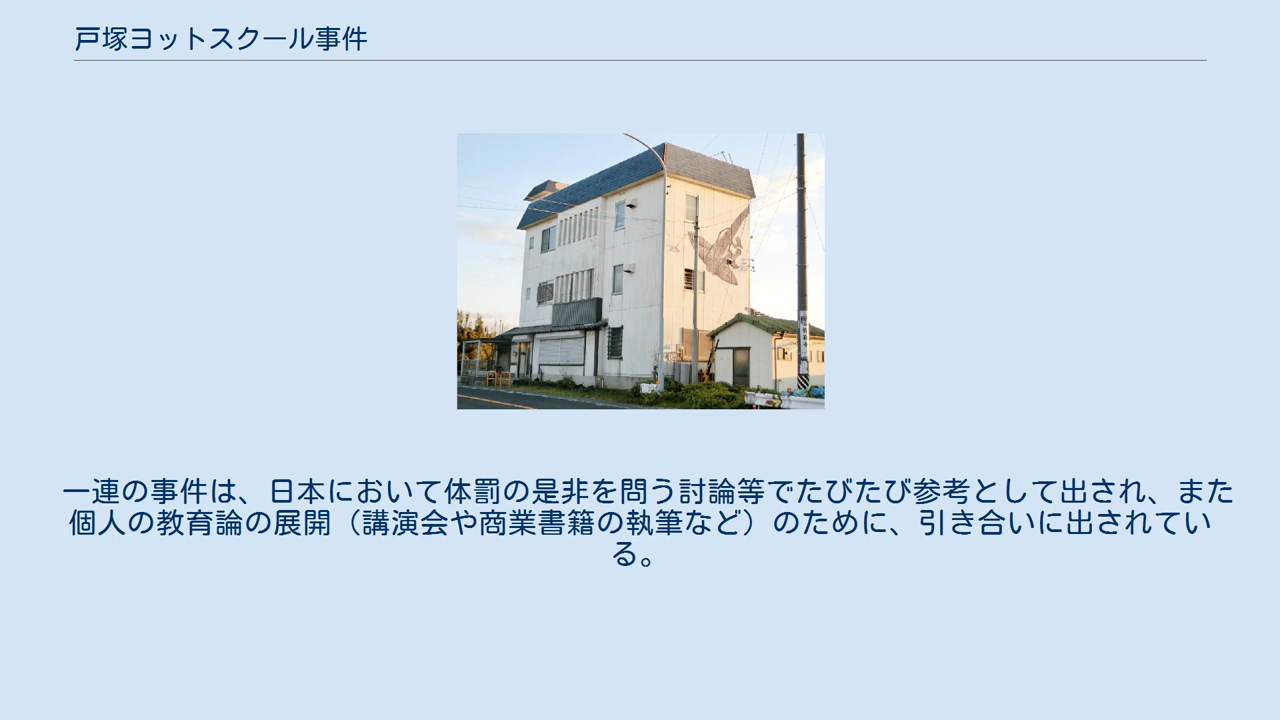 戸塚ヨットスクール事件
一連の事件は、日本において体罰の是非を問う討論等でたびたび参考として出され、また
個人の教育論の展開（講演会や商業書籍の執筆など）のために、引き合いに出されてい
る。